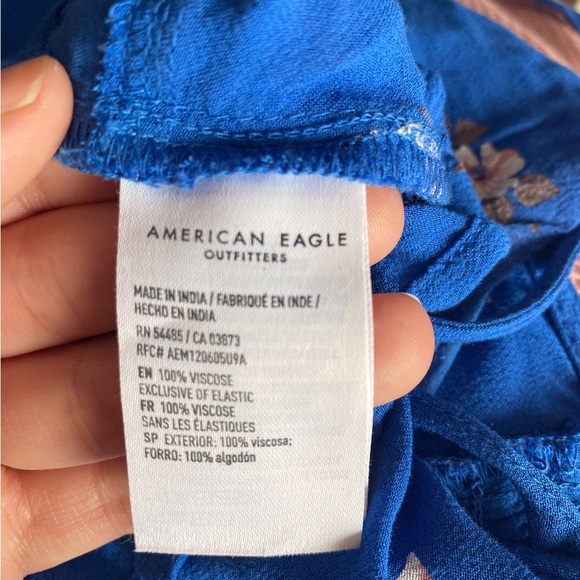 AMERICAN EAGLE
OUTFITTERS
MADE IN INDIA / FABRIQUÉ EN INDE /
HECHO EN INDIA
RN 54485 / CA 03873
RFC# AEM120605U9A
EN 100% VISCOSE
EXCLUSIVE OF ELASTIC
FR 100% VISCOSE
SANS LES ÉLASTIQUES
SP EXTERIOR: 100% viscosa;
FORRO: 100% algodón